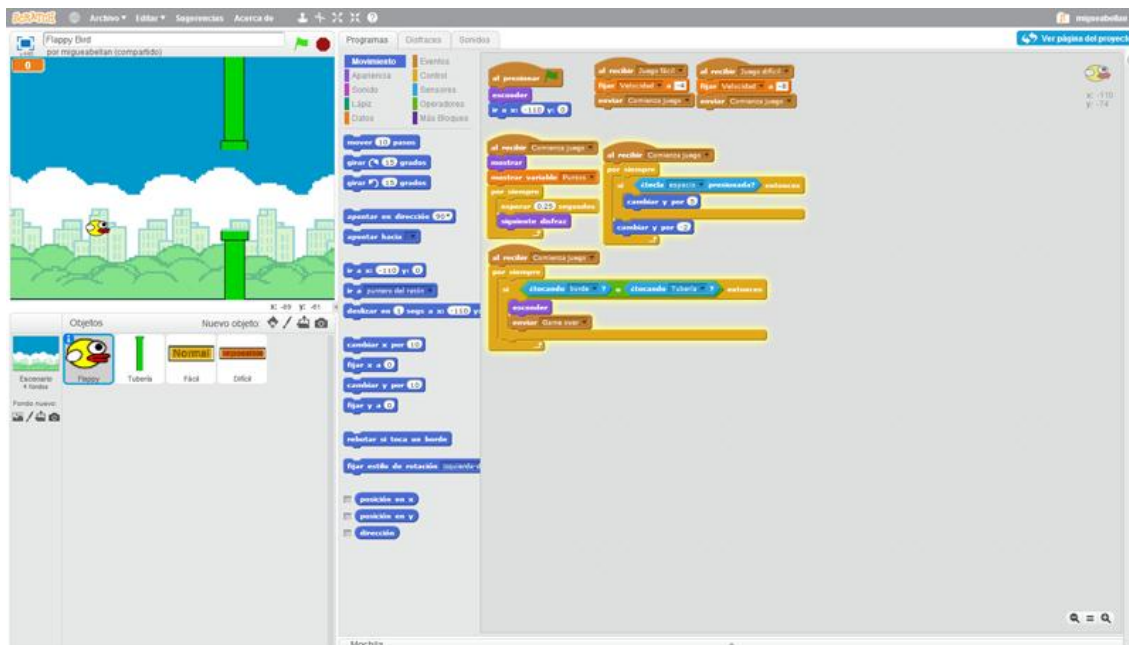 SCRATCH Archivo Editar Sugerencias Acerca de migueabellan
Flappy Bird
por migueabellan (compartido)
Programas Disfraces Sonidos
Ver página del proyecto
0
Movimiento Eventos
Apariencia Control
Sonido Sensores
Lápiz Operadores
Datos Más Bloques
mover 10 pasos
girar 15 grados
girar 15 grados
apuntar en dirección 90
apuntar hacia
ir a x: -110 y: 0
ir a puntero del ratón
deslizar en 1 segs a x: -110 y:
cambiar x por 10
fijar x a 0
cambiar y por 10
fijar y a 0
rebotar si toca un borde
fijar estilo de rotación izquierda-d
posición en x
posición en y
dirección
al presionar
esconder
ir a x: -110 y: 0
al recibir Juego fácil
fijar Velocidad a -4
enviar Comienza juego
al recibir Juego difícil
fijar Velocidad a
enviar Comienza juego
x: -110
y: -74
al recibir Comienza juego
mostrar
mostrar variable Puntos
por siempre
esperar 0.25 segundos
siguiente disfraz
al recibir Comienza juego
por siempre
si ¿tecla espacio presionada? entonces
cambiar y por 5
cambiar y por -2
al recibir Comienza juego
por siempre
si ¿tocando borde ? o ¿tocando Tubería ? entonces
esconder
enviar Game over
Objetos Nuevo objeto:
Escenario
4 fondos
Fondo nuevo:
Flappy
Tubería
Normal
Fácil
Difícil
Mochila